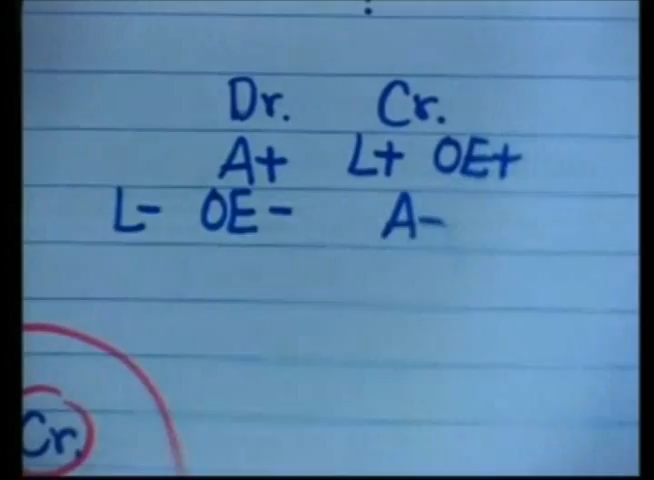 Dr. Cr.
A+ L+ OE+
L- OE - A-
Cr.